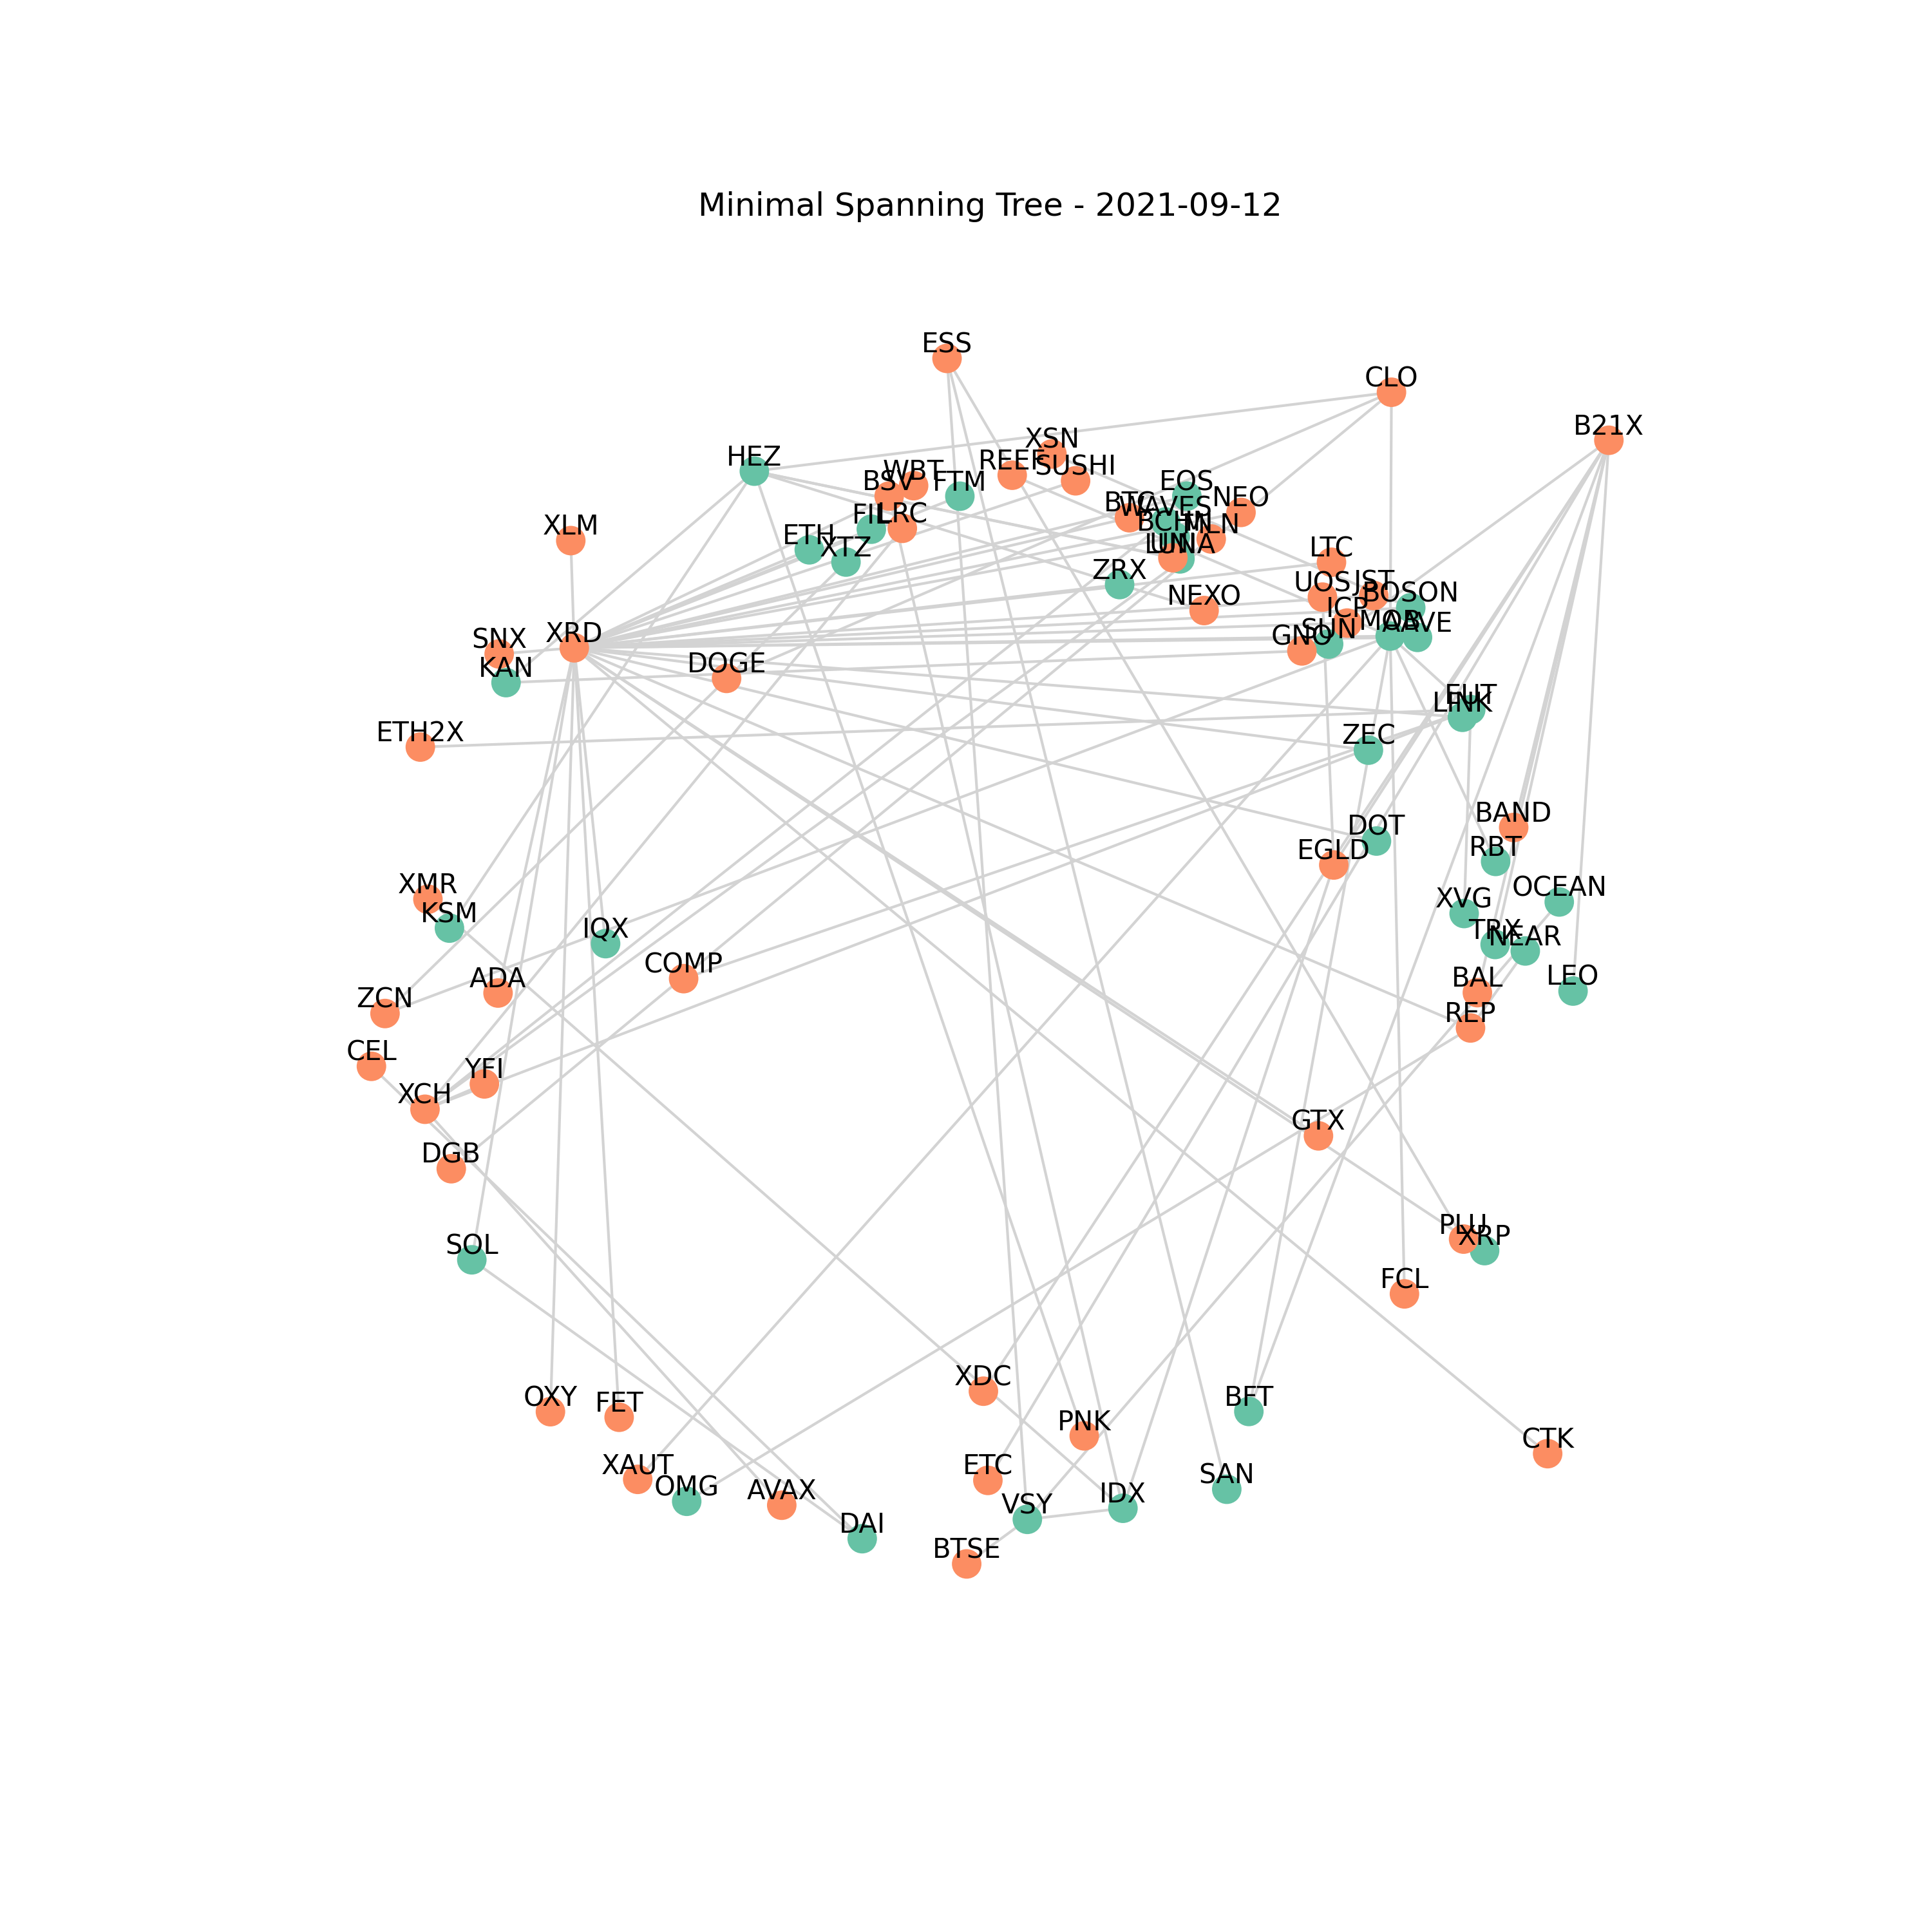 Minimal Spanning Tree - 2021-09-12
ESS
CLO
B21X
XSN
HEZ
REEF
SUSHI
WBT
BSV
FTM
EOS
BTC
NEO
WAVES
FIL
LRC
XLM
ETH
BCH
MLN
XTZ
UNI
LUNA
LTC
ZRX
UOS
JST
BOSON
NEXO
ICP
MOB
AAVE
SUN
GNO
XRD
SNX
KAN
DOGE
LINK
ETH2X
ZEC
BAND
DOT
EGLD
RBT
XMR
KSM
OCEAN
XVG
IQX
TRX
NEAR
COMP
ADA
BAL
LEO
ZCN
REP
CEL
YFI
XCH
GTX
DGB
PLU
XRP
SOL
FCL
XDC
OXY
FET
BFT
PNK
CTK
XAUT
ETC
SAN
OMG
AVAX
IDX
VSY
DAI
BTSE